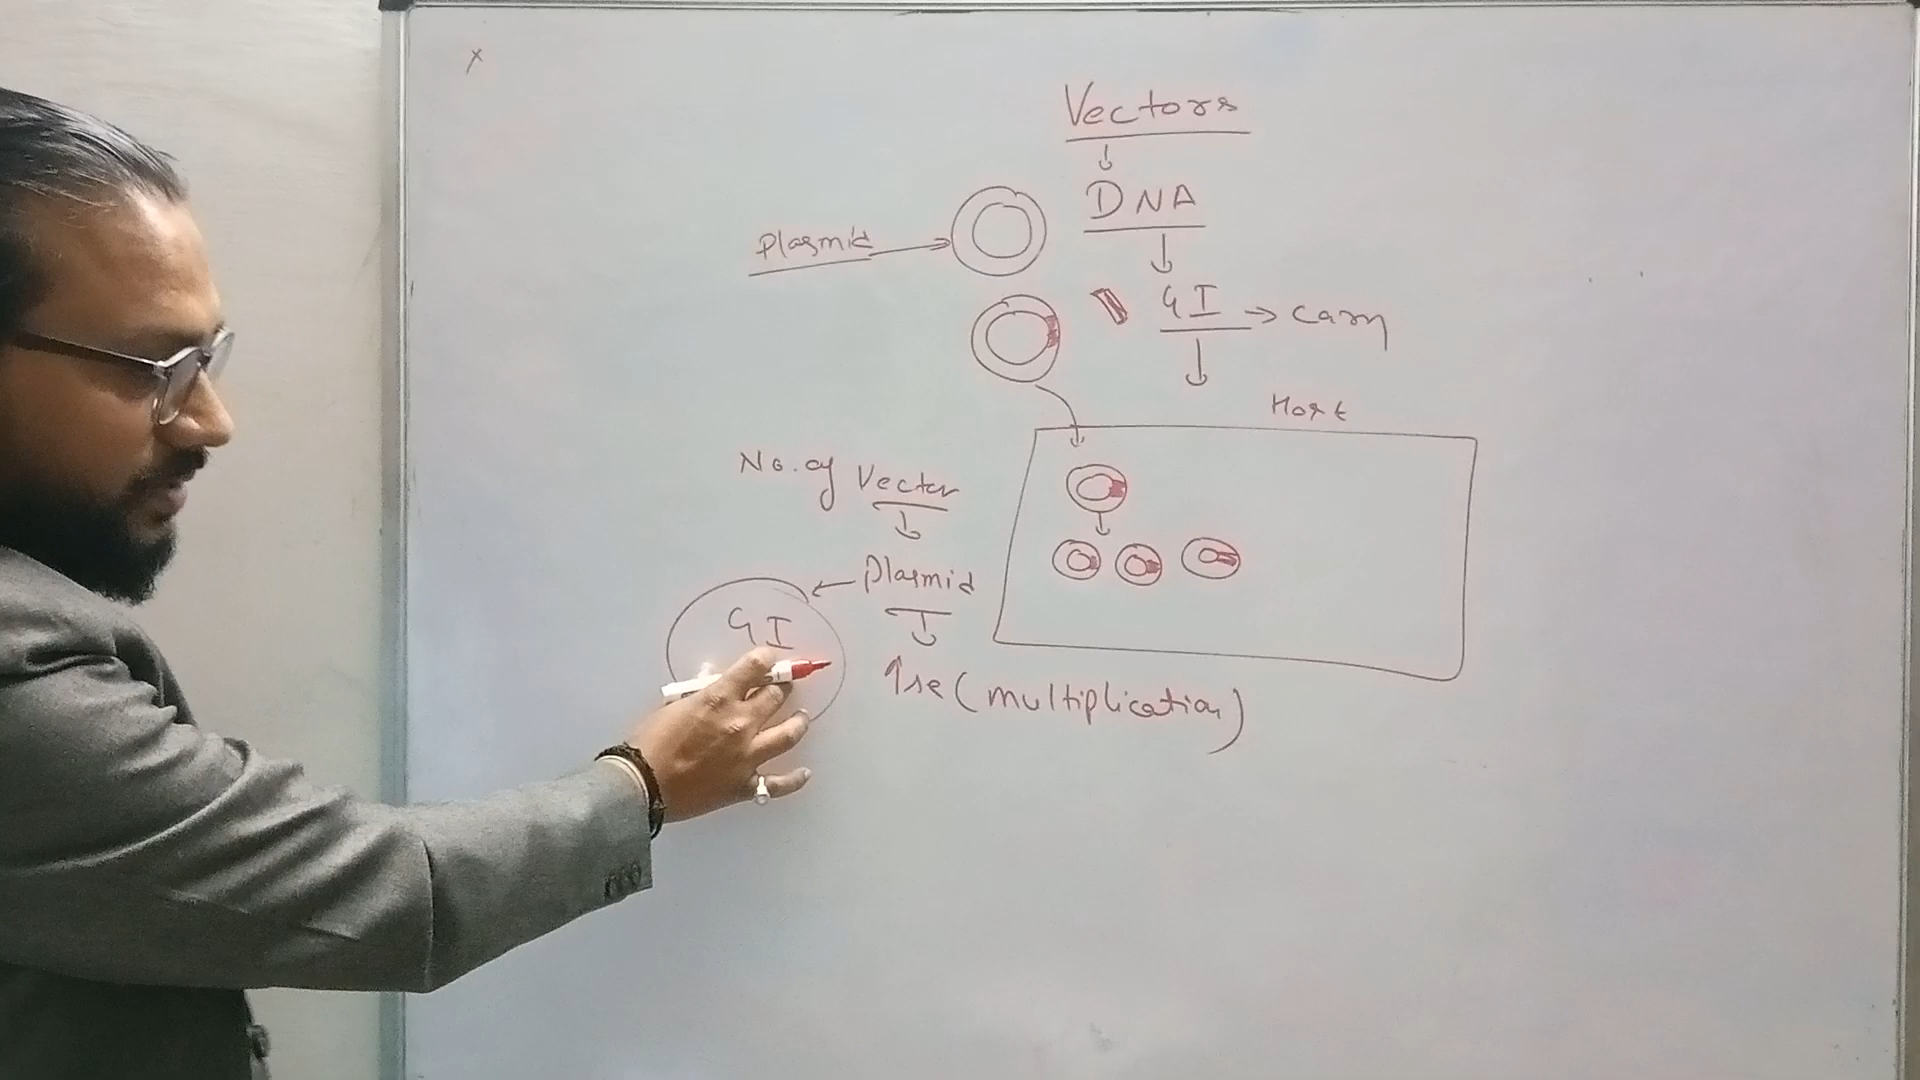 x
Vectors
DNA
Plasmid
GI → carry
Host
No. of Vector
Plasmid
GI
↑se (multiplication)